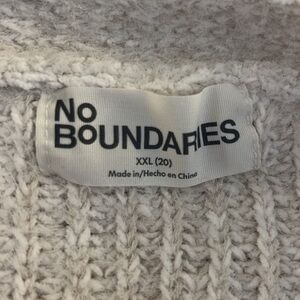 No
BOUNDARIES
XXL (20)
Made in/Hecho en China